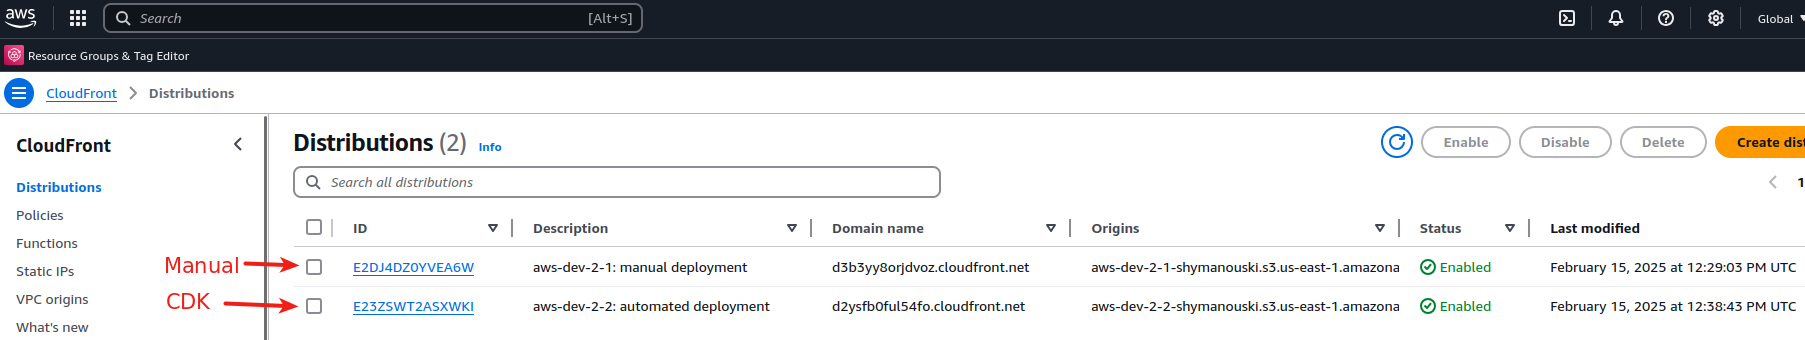 aws
Search [Alt+S] Global
Resource Groups & Tag Editor
CloudFront > Distributions
CloudFront
Distributions
Policies
Functions
Static IPs
VPC origins
What's new
Manual
CDK
Distributions (2) Info
Enable Disable Delete Create dist
Search all distributions
1
ID Description Domain name Origins Status Last modified
E2DJ4DZ0YVEA6W aws-dev-2-1: manual deployment d3b3yy8orjdvoz.cloudfront.net aws-dev-2-1-shymanouski.s3.us-east-1.amazona Enabled February 15, 2025 at 12:29:03 PM UTC
E23ZSWT2ASXWKI aws-dev-2-2: automated deployment d2ysfb0ful54fo.cloudfront.net aws-dev-2-2-shymanouski.s3.us-east-1.amazona Enabled February 15, 2025 at 12:38:43 PM UTC